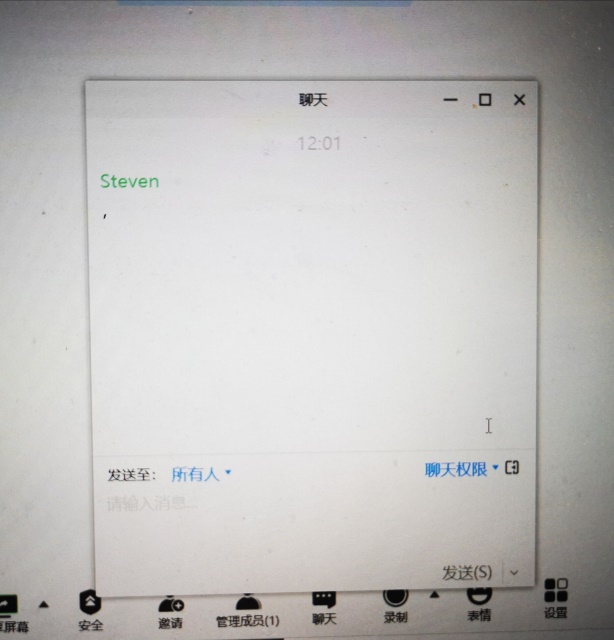 聊天
12:01
Steven
,
发送至: 所有人 聊天权限
请输入消息...
发送(S)
屏幕 安全 邀请 管理成员(1) 聊天 录制 表情 设置